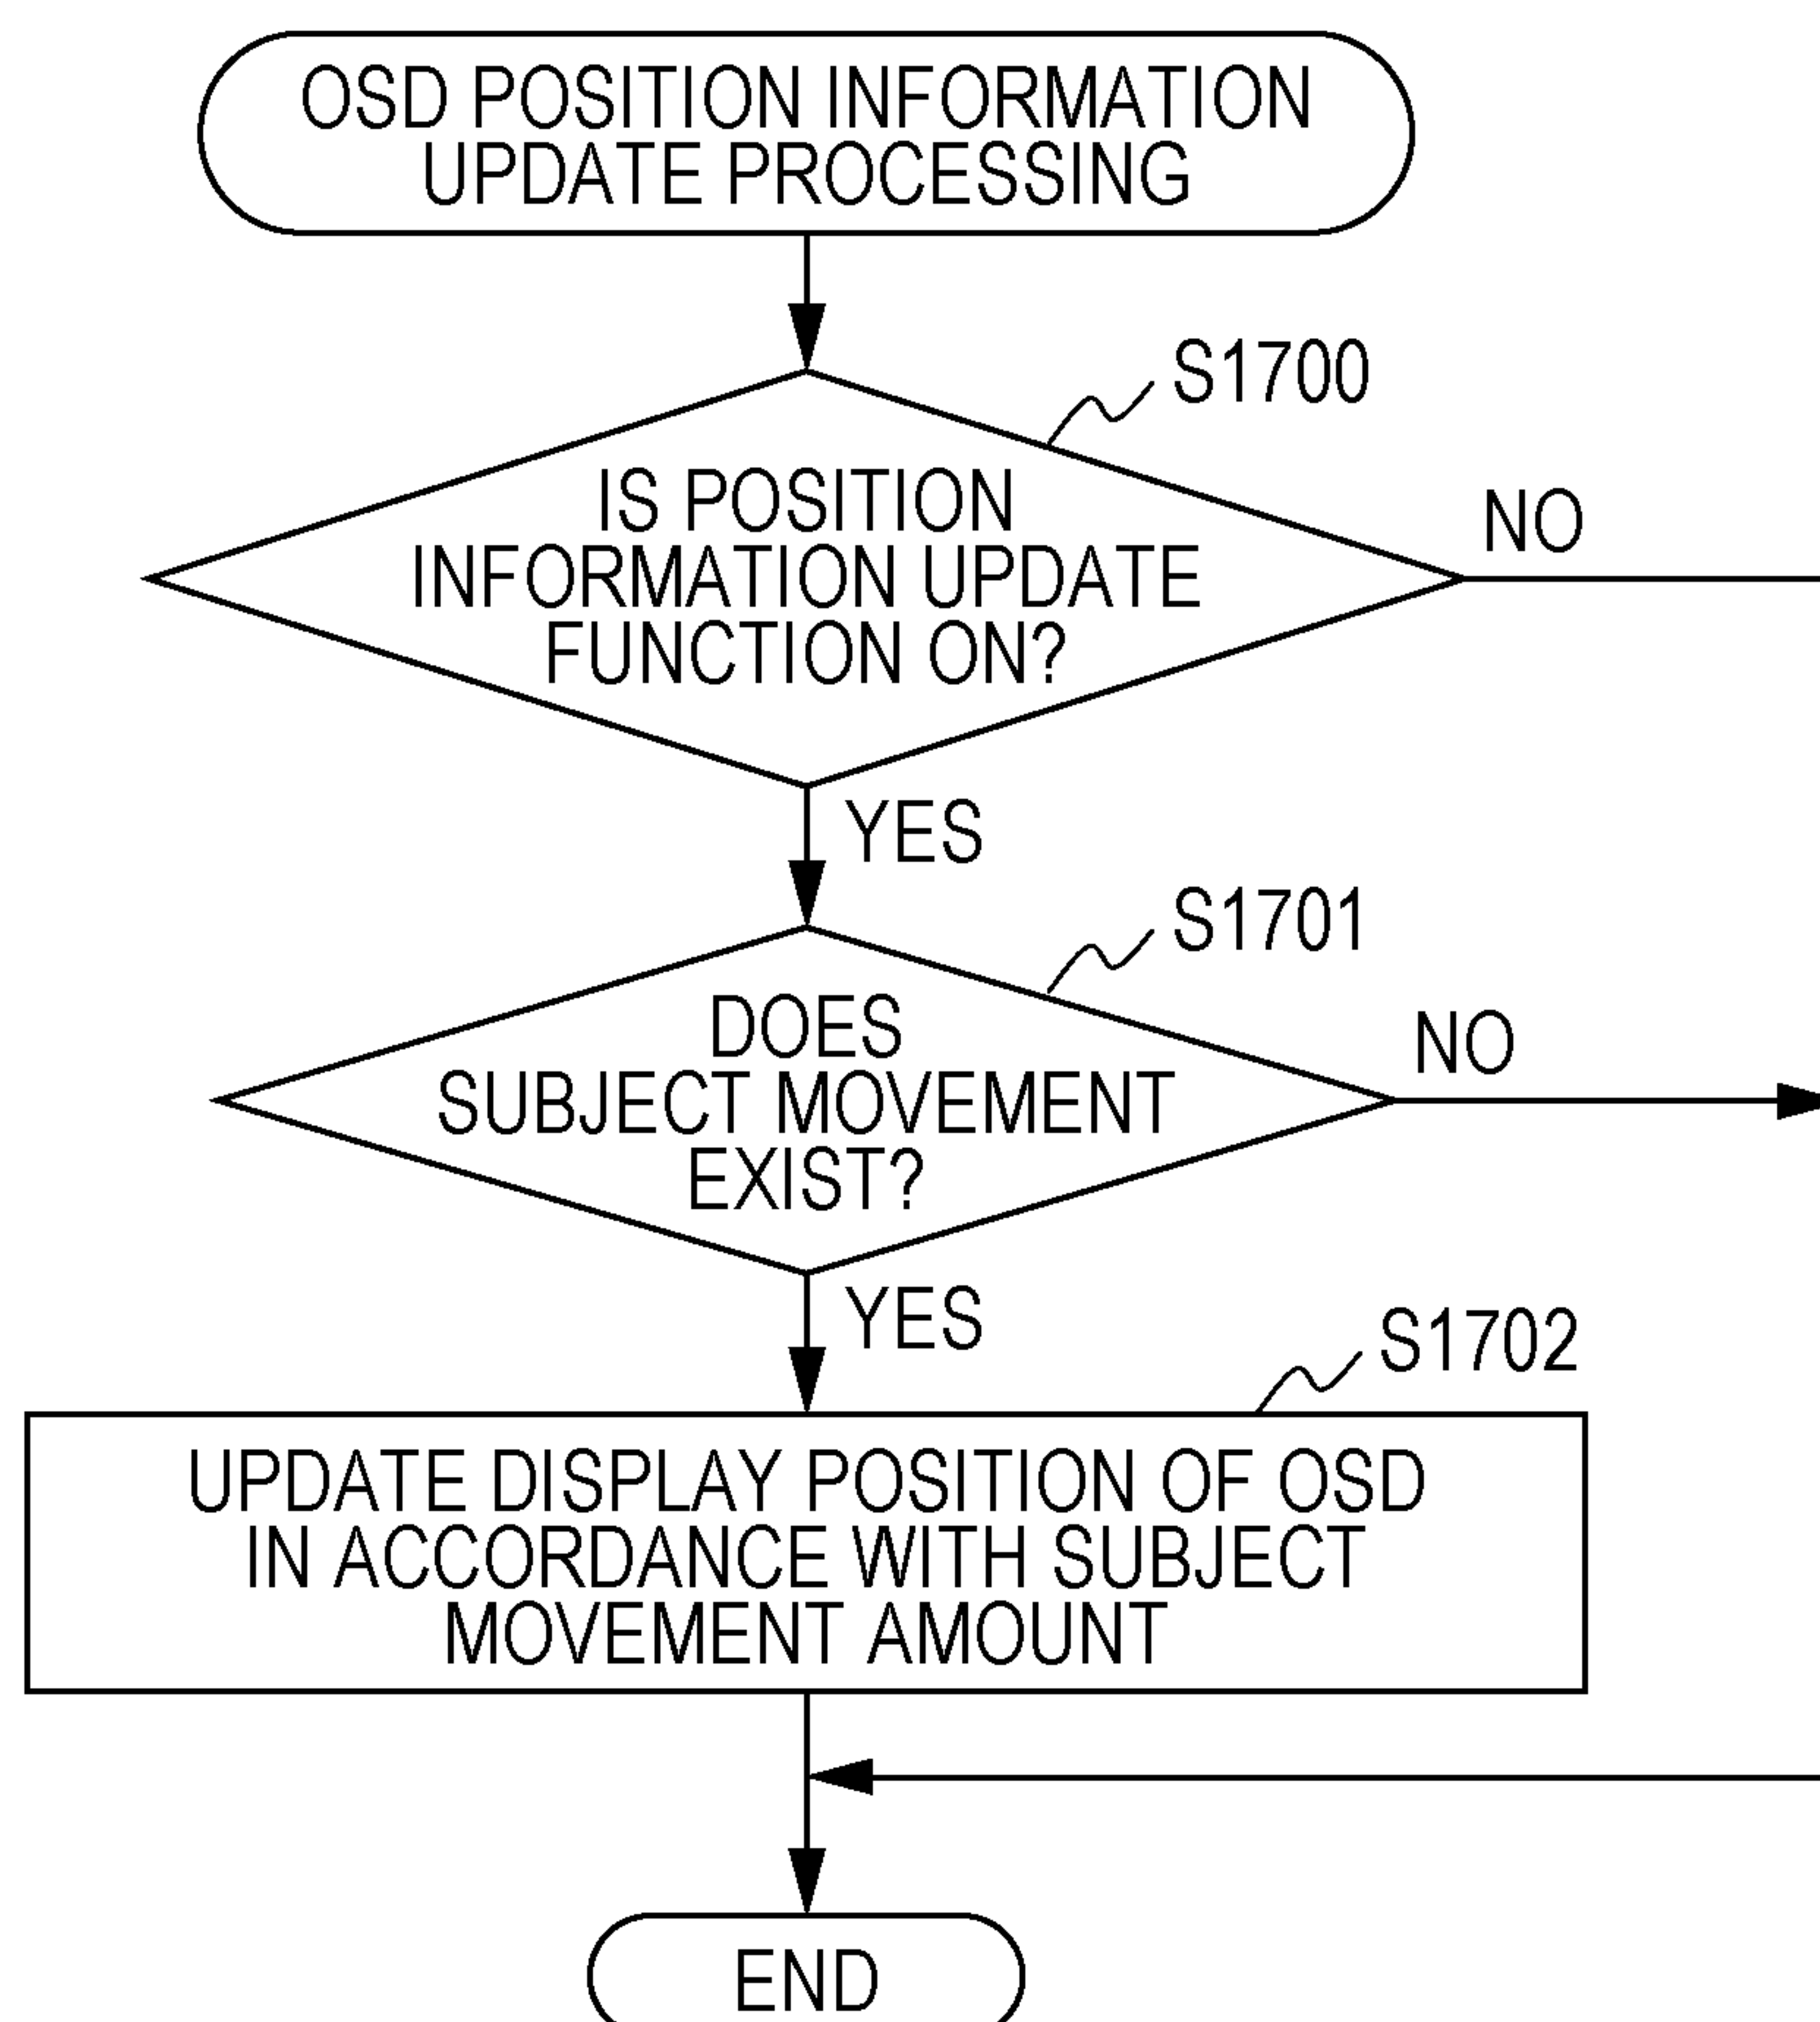 OSD POSITION INFORMATION
UPDATE PROCESSING
S1700
IS POSITION
INFORMATION UPDATE
FUNCTION ON?
NO
YES
S1701
DOES
SUBJECT MOVEMENT
EXIST?
NO
YES
S1702
UPDATE DISPLAY POSITION OF OSD
IN ACCORDANCE WITH SUBJECT
MOVEMENT AMOUNT
END